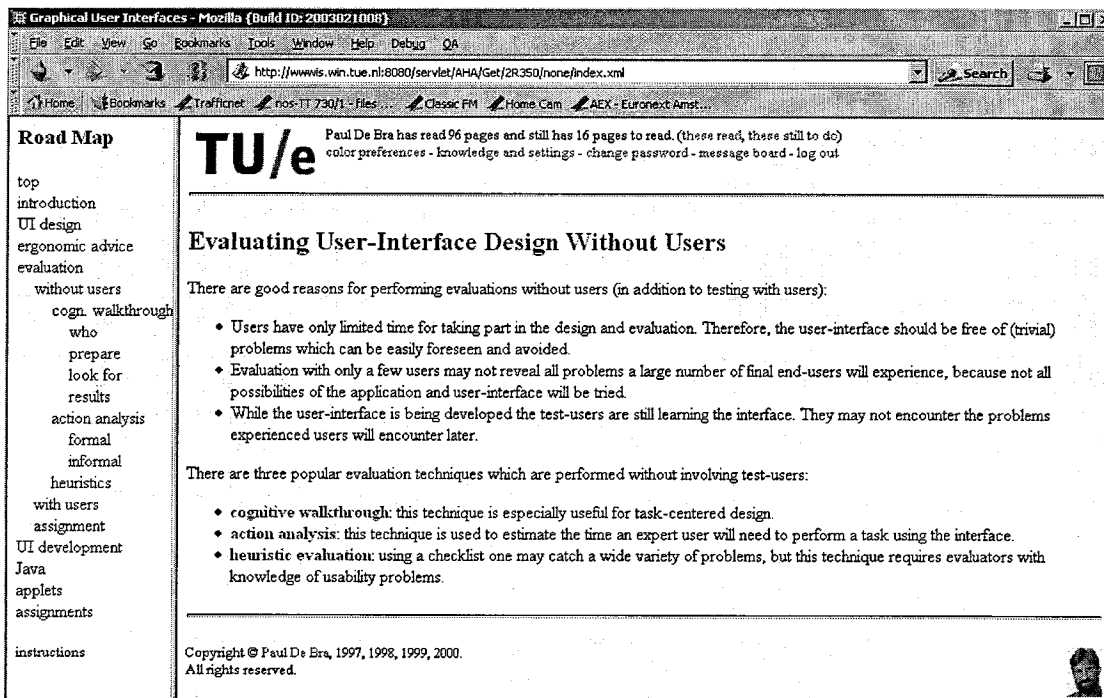 Graphical User Interfaces - Mozilla {Build ID: 2003021008}
File Edit View Go Bookmarks Tools Window Help Debug QA
http://wwwis.win.tue.nl:8080/servlet/AHA/Get/2R350/none/index.xml Search
Home Bookmarks Trafficnet nos-TT 730/1 - files ... Classic FM Home Cam AEX - Euronext Amst...
Road Map
top
introduction
UI design
ergonomic advice
evaluation
without users
cogn. walkthrough
who
prepare
look for
results
action analysis
formal
informal
heuristics
with users
assignment
UI development
Java
applets
assignments
instructions
TU/e
Paul De Bra has read 96 pages and still has 16 pages to read. (these read, these still to do)
color preferences - knowledge and settings - change password - message board - log out
Evaluating User-Interface Design Without Users
There are good reasons for performing evaluations without users (in addition to testing with users):
• Users have only limited time for taking part in the design and evaluation. Therefore, the user-interface should be free of (trivial)
problems which can be easily foreseen and avoided.
• Evaluation with only a few users may not reveal all problems a large number of final end-users will experience, because not all
possibilities of the application and user-interface will be tried.
• While the user-interface is being developed the test-users are still learning the interface. They may not encounter the problems
experienced users will encounter later.
There are three popular evaluation techniques which are performed without involving test-users:
• cognitive walkthrough: this technique is especially useful for task-centered design.
• action analysis: this technique is used to estimate the time an expert user will need to perform a task using the interface.
• heuristic evaluation: using a checklist one may catch a wide variety of problems, but this technique requires evaluators with
knowledge of usability problems.
Copyright © Paul De Bra, 1997, 1998, 1999, 2000.
All rights reserved.